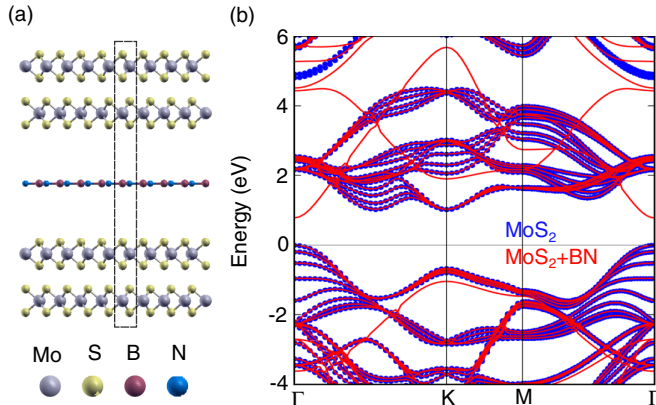 (a)
Mo S B N
(b)
Energy (eV)
6
4
2
0
-2
-4
MoS₂
MoS₂+BN
Γ K M Γ